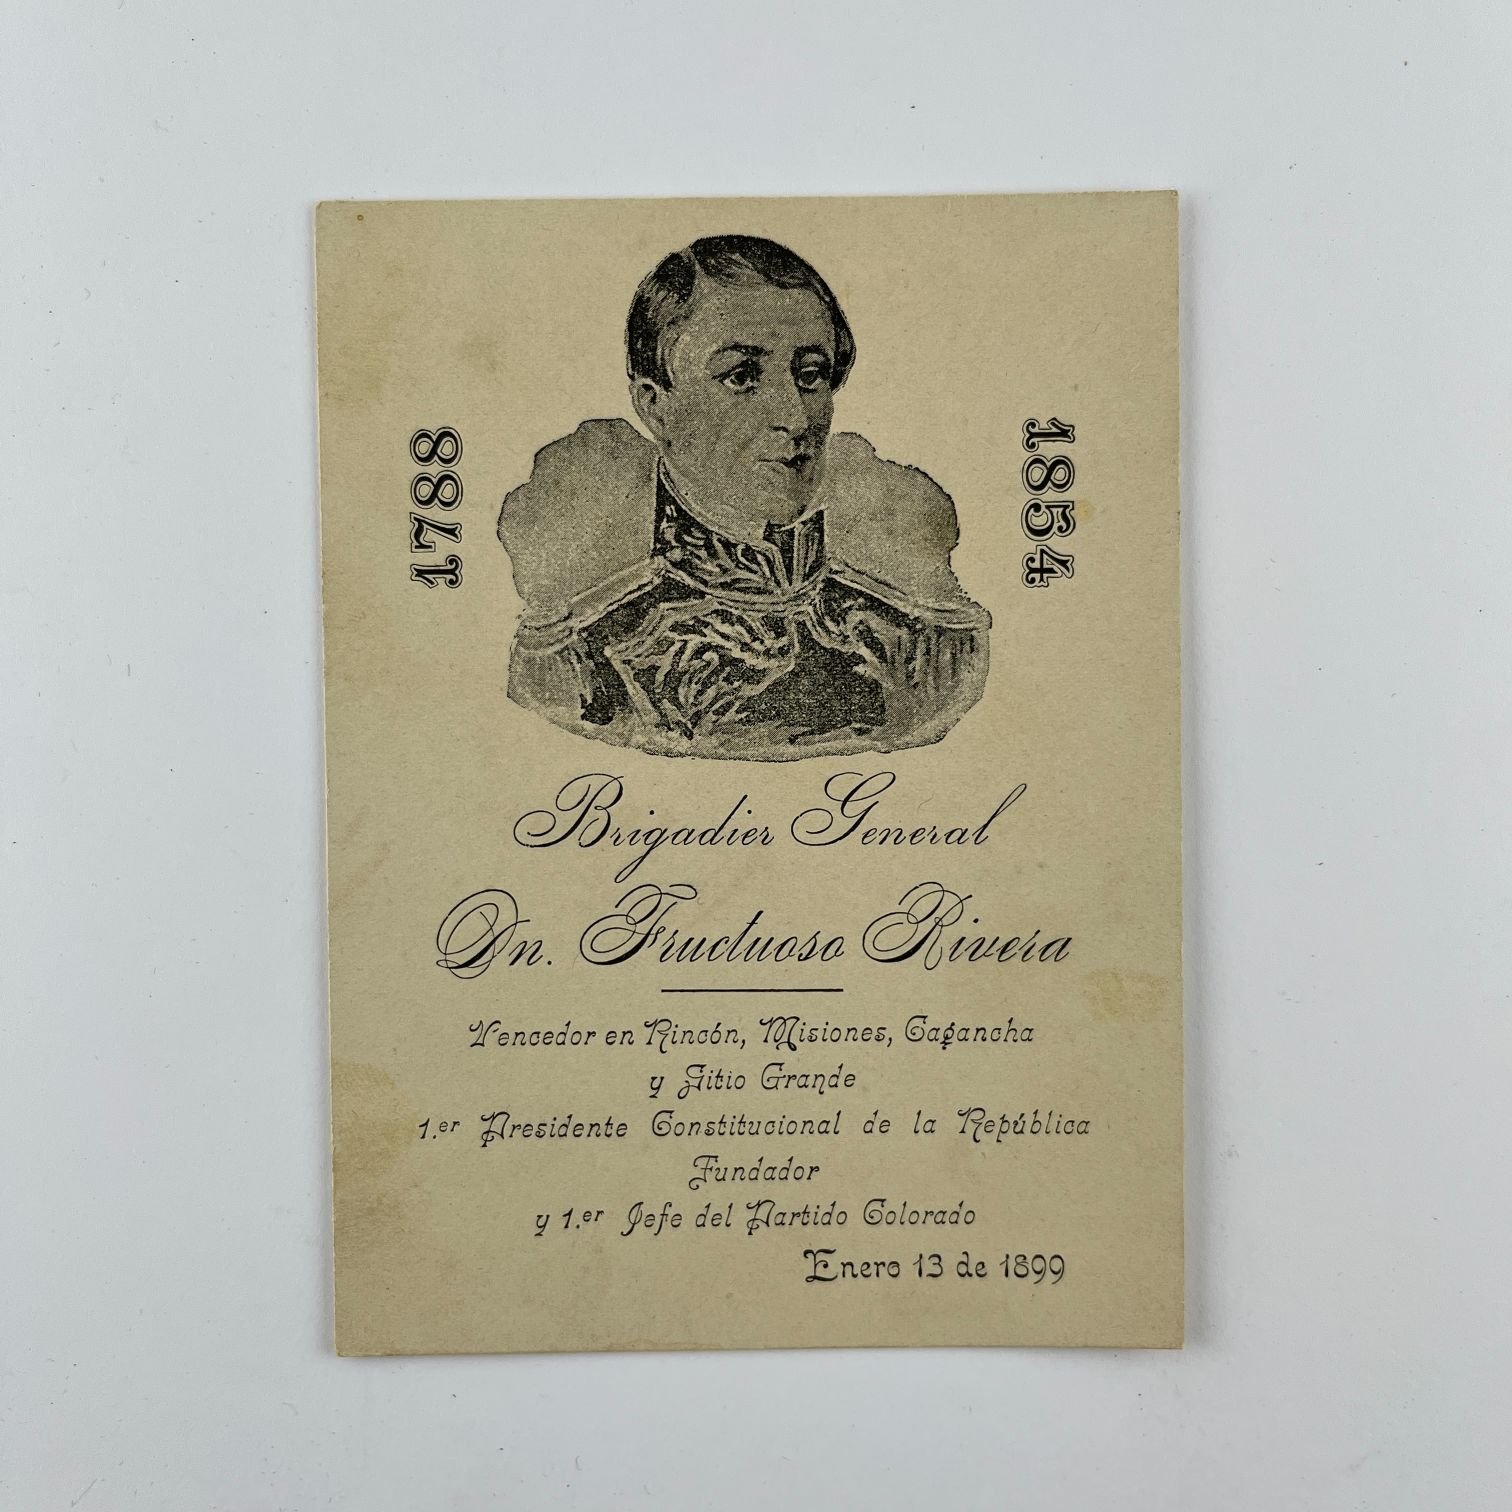 1788
1854
Brigadier General
Dn. Fructuoso Rivera
Vencedor en Rincón, Misiones, Cagancha
y Sitio Grande
1.er Presidente Constitucional de la República
Fundador
y 1.er Jefe del Partido Colorado
Enero 13 de 1899